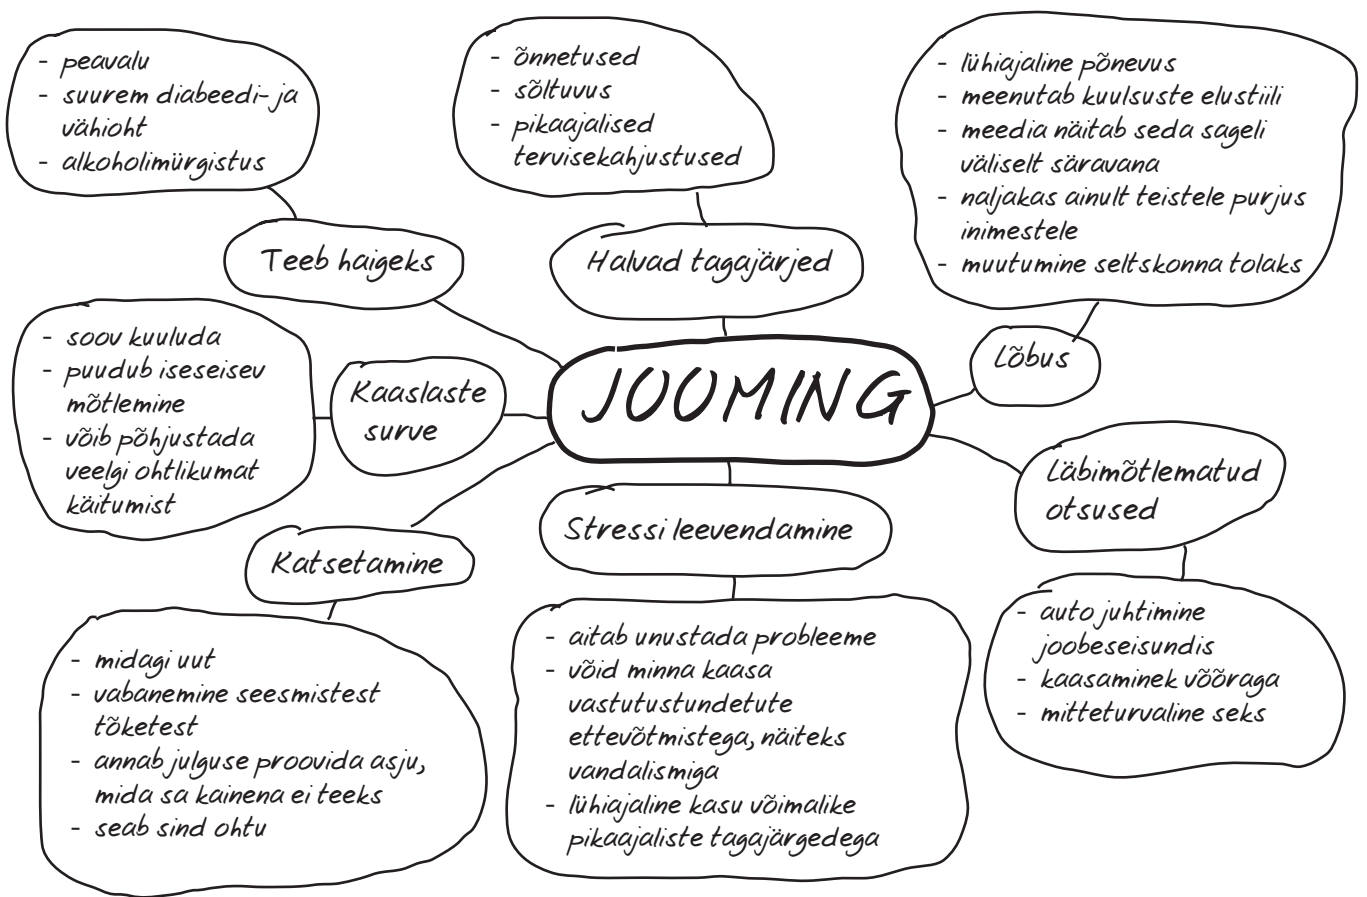 - peavalu
- suurem diabeedi- ja
vähioht
- alkoholimürgistus
Teeb haigeks
- õnnetused
- sõltuvus
- pikaajalised
tervisekahjustused
Halvad tagajärjed
- lühiajaline põnevus
- meenutab kuulsuste elustiili
- meedia näitab seda sageli
väliselt säravana
- naljakas ainult teistele purjus
inimestele
- muutumine seltskonna tolaks
Lõbus
- soov kuuluda
- puudub iseseisev
mõtlemine
- võib põhjustada
veelgi ohtlikumat
käitumist
Kaaslaste
surve
JOOMING
Läbimõtlematud
otsused
- auto juhtimine
joobeseisundis
- kaasaminek võõraga
- mitteturvaline seks
Katsetamine
- midagi uut
- vabanemine seesmistest
tõketest
- annab julguse proovida asju,
mida sa kainena ei teeks
- seab sind ohtu
Stressi leevendamine
- aitab unustada probleeme
- võid minna kaasa
vastutustundetute
ettevõtmistega, näiteks
vandalismiga
- lühiajaline kasu võimalike
pikaajaliste tagajärgedega